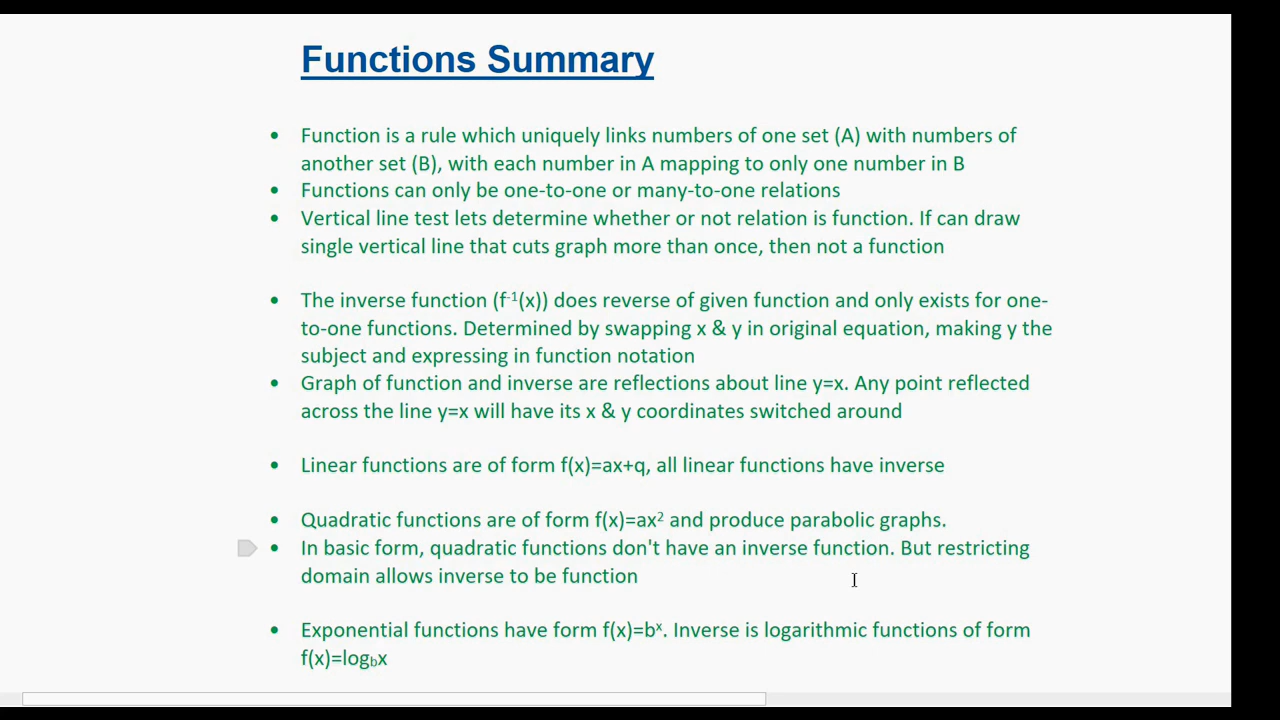 Functions Summary
• Function is a rule which uniquely links numbers of one set (A) with numbers of
another set (B), with each number in A mapping to only one number in B
• Functions can only be one-to-one or many-to-one relations
• Vertical line test lets determine whether or not relation is function. If can draw
single vertical line that cuts graph more than once, then not a function
• The inverse function (f⁻¹(x)) does reverse of given function and only exists for one-
to-one functions. Determined by swapping x & y in original equation, making y the
subject and expressing in function notation
• Graph of function and inverse are reflections about line y=x. Any point reflected
across the line y=x will have its x & y coordinates switched around
• Linear functions are of form f(x)=ax+q, all linear functions have inverse
• Quadratic functions are of form f(x)=ax² and produce parabolic graphs.
• In basic form, quadratic functions don't have an inverse function. But restricting
domain allows inverse to be function
• Exponential functions have form f(x)=bˣ. Inverse is logarithmic functions of form
f(x)=log_b x